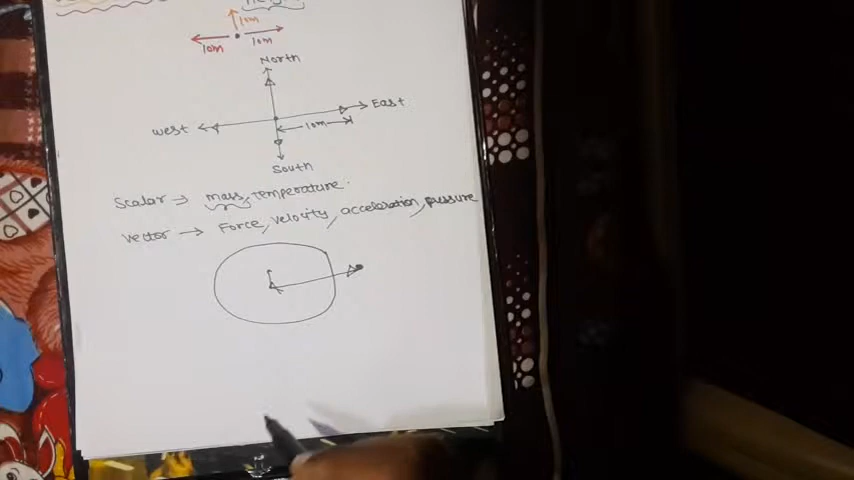 10m
10m 10m
North
West East
10m
South
Scalar → mass, temperature.
Vector → Force, velocity, acceleration, pressure